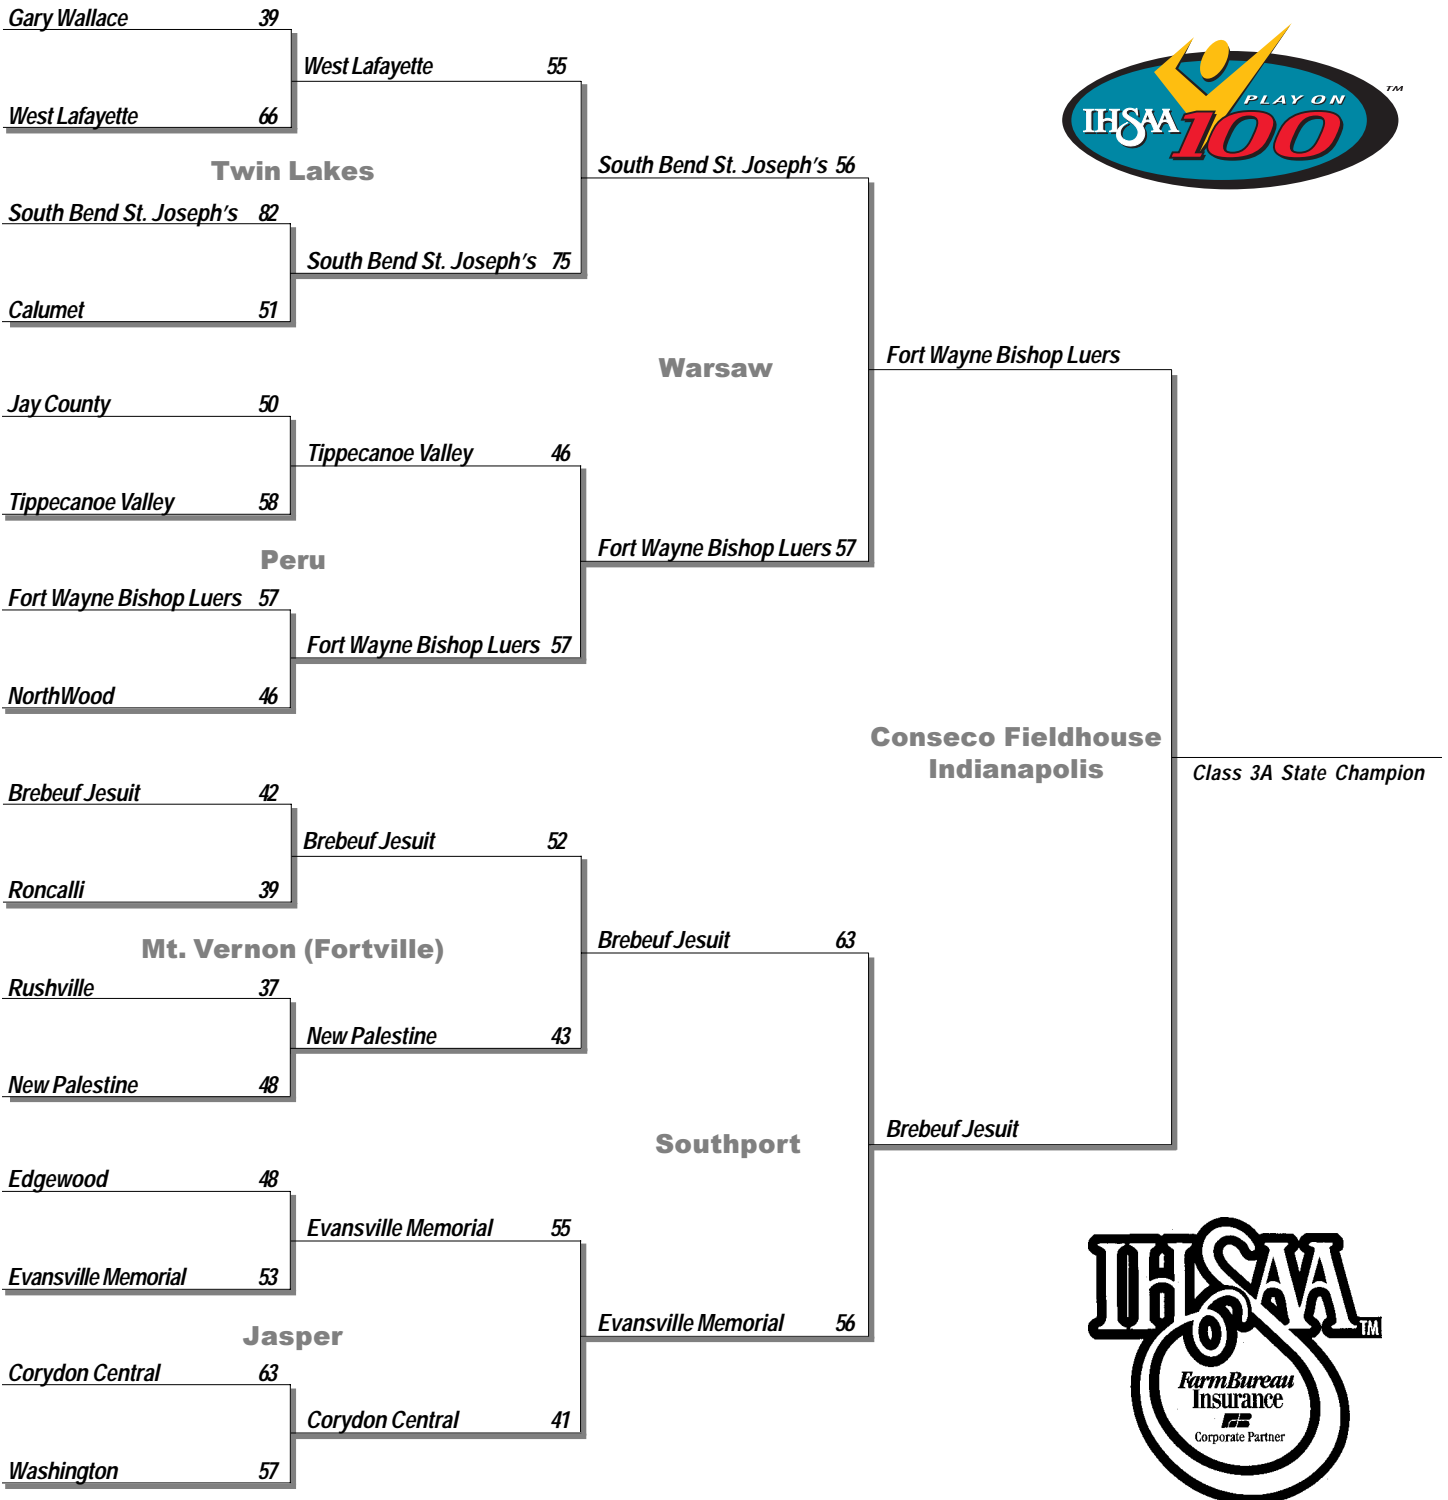 Gary Wallace 39
West Lafayette 55
West Lafayette 66
Twin Lakes
South Bend St. Joseph's 56
South Bend St. Joseph's 82
South Bend St. Joseph's 75
Calumet 51
Warsaw
Fort Wayne Bishop Luers
Jay County 50
Tippecanoe Valley 46
Tippecanoe Valley 58
Peru
Fort Wayne Bishop Luers 57
Fort Wayne Bishop Luers 57
Fort Wayne Bishop Luers 57
NorthWood 46
Conseco Fieldhouse
Indianapolis
Class 3A State Champion
Brebeuf Jesuit 42
Brebeuf Jesuit 52
Roncalli 39
Mt. Vernon (Fortville)
Brebeuf Jesuit 63
Rushville 37
New Palestine 43
New Palestine 48
Southport
Brebeuf Jesuit
Edgewood 48
Evansville Memorial 55
Evansville Memorial 53
Jasper
Evansville Memorial 56
Corydon Central 63
Corydon Central 41
Washington 57
IHSAA PLAY ON TM
100
IHSAA TM
FarmBureau
Insurance
Corporate Partner